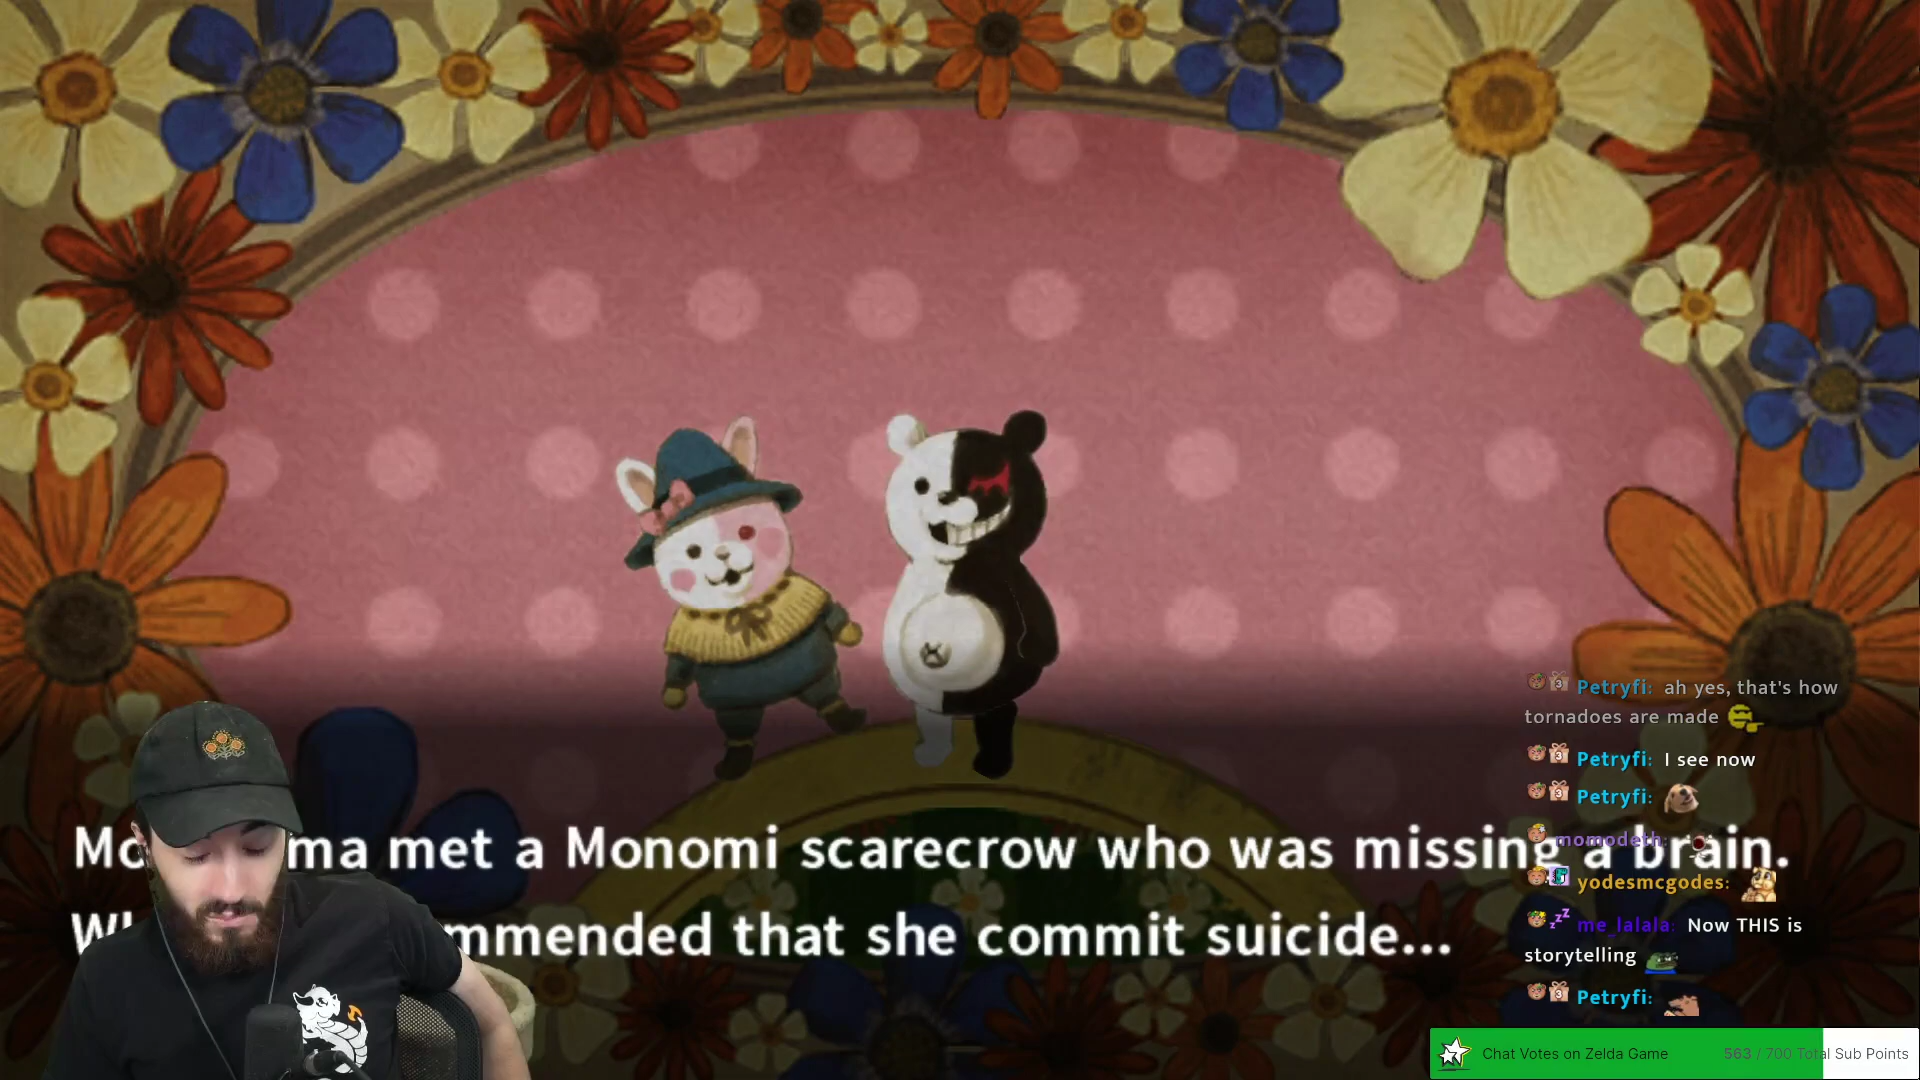 ma met a Monomi scarecrow who was missing a brain.
mmended that she commit suicide...
Petryfi: ah yes, that's how
tornadoes are made
Petryfi: I see now
Petryfi:
momodeth:
yodesmcgodes:
me_lalala: Now THIS is
storytelling
Petryfi:
Chat Votes on Zelda Game 563 / 700 Total Sub Points